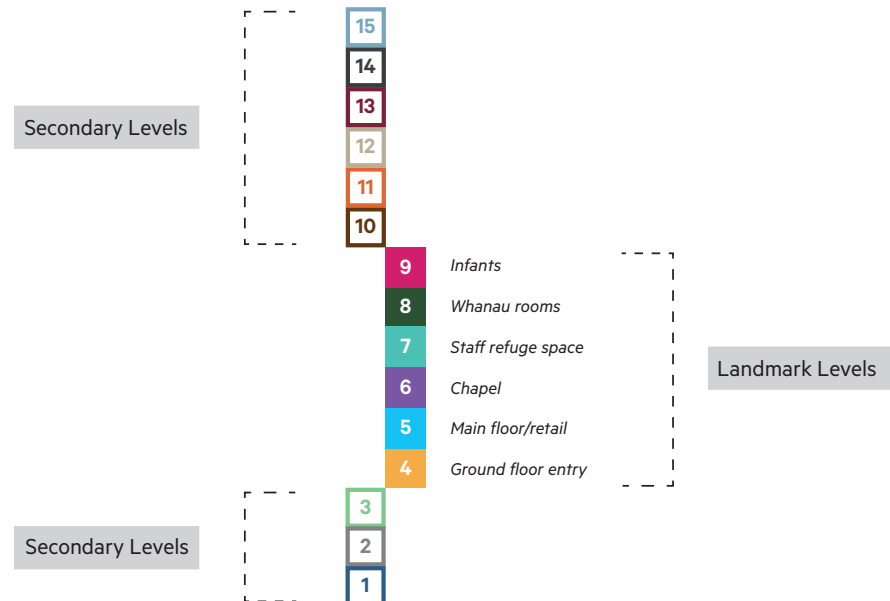 15
14
13
Secondary Levels
12
11
10
9 Infants
8 Whanau rooms
7 Staff refuge space
Landmark Levels
6 Chapel
5 Main floor/retail
4 Ground floor entry
3
2
Secondary Levels
1